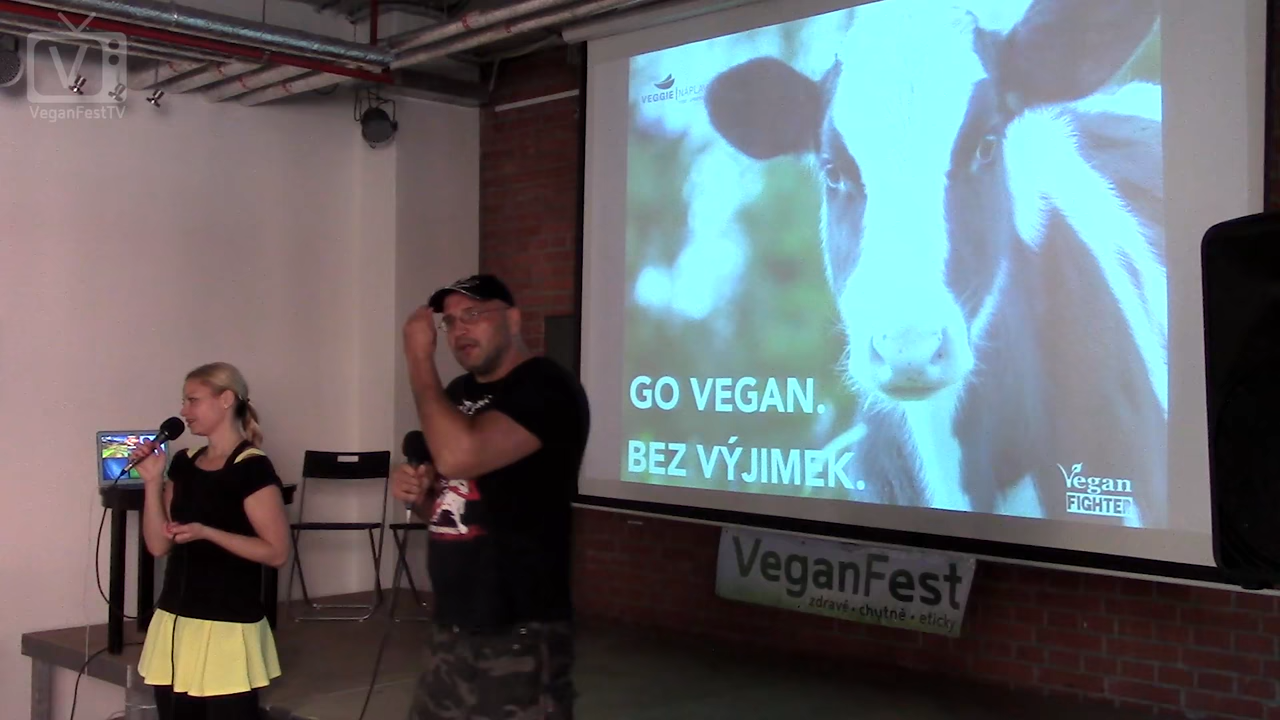 V
VeganFestTV
VEGGIE
GO VEGAN.
BEZ VÝJIMEK.
Vegan
FIGHTER
VeganFest
zdravě • chutně • eticky